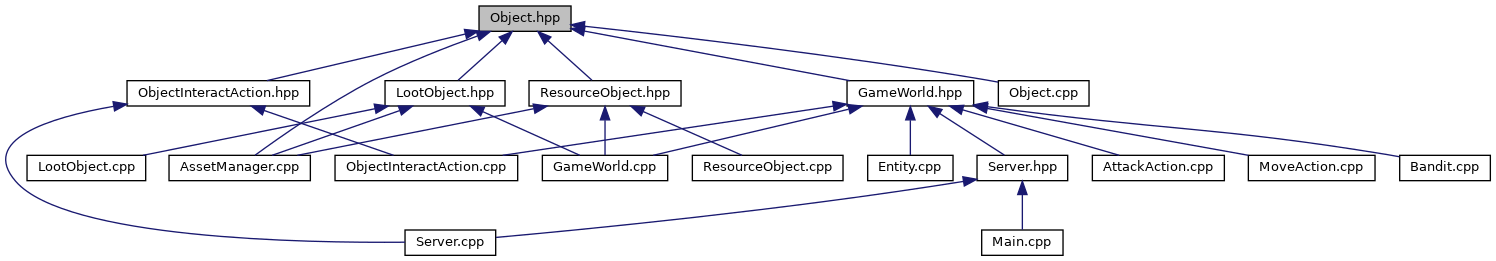 Object.hpp
ObjectInteractAction.hpp
LootObject.hpp
ResourceObject.hpp
GameWorld.hpp
Object.cpp
LootObject.cpp
AssetManager.cpp
ObjectInteractAction.cpp
GameWorld.cpp
ResourceObject.cpp
Entity.cpp
Server.hpp
AttackAction.cpp
MoveAction.cpp
Bandit.cpp
Server.cpp
Main.cpp